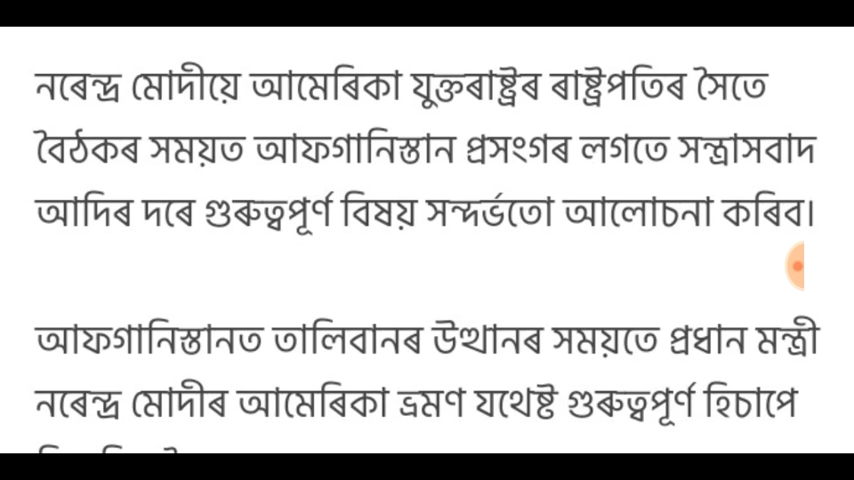 নৰেন্দ্ৰ মোদীয়ে আমেৰিকা যুক্তৰাষ্ট্ৰৰ ৰাষ্ট্ৰপতিৰ সৈতে
বৈঠকৰ সময়ত আফগানিস্তান প্ৰসংগৰ লগতে সন্ত্ৰাসবাদ
আদিৰ দৰে গুৰুত্বপূৰ্ণ বিষয় সন্দৰ্ভতো আলোচনা কৰিব।
আফগানিস্তানত তালিবানৰ উত্থানৰ সময়তে প্ৰধান মন্ত্ৰী
নৰেন্দ্ৰ মোদীৰ আমেৰিকা ভ্ৰমণ যথেষ্ট গুৰুত্বপূৰ্ণ হিচাপে